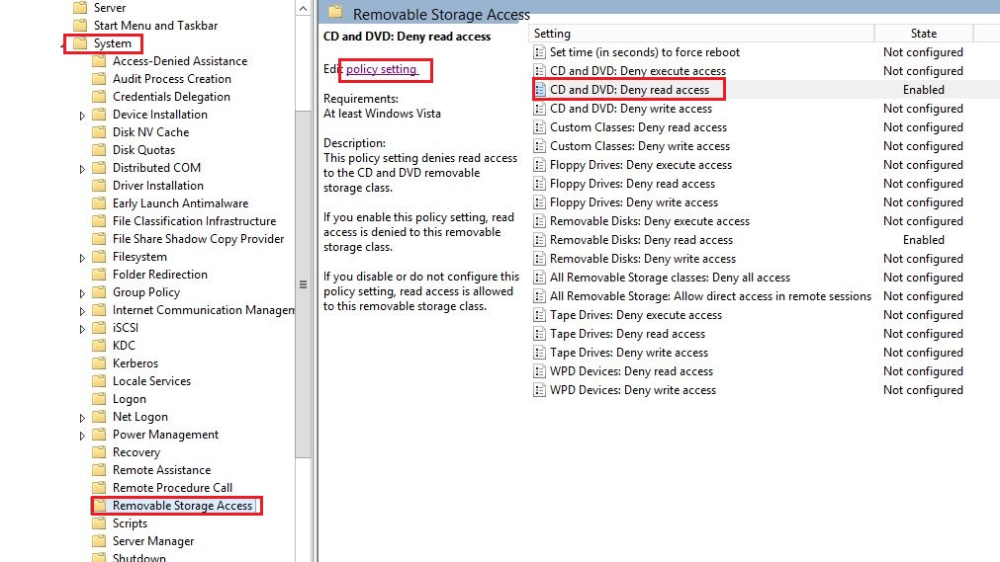 Server
Start Menu and Taskbar
System
Access-Denied Assistance
Audit Process Creation
Credentials Delegation
Device Installation
Disk NV Cache
Disk Quotas
Distributed COM
Driver Installation
Early Launch Antimalware
File Classification Infrastructure
File Share Shadow Copy Provider
Filesystem
Folder Redirection
Group Policy
Internet Communication Managem
iSCSI
KDC
Kerberos
Locale Services
Logon
Net Logon
Power Management
Recovery
Remote Assistance
Remote Procedure Call
Removable Storage Access
Scripts
Server Manager
Shutdown
Removable Storage Access
CD and DVD: Deny read access
Edit policy setting
Requirements:
At least Windows Vista
Description:
This policy setting denies read access
to the CD and DVD removable
storage class.
If you enable this policy setting, read
access is denied to this removable
storage class.
If you disable or do not configure this
policy setting, read access is allowed
to this removable storage class.
Setting State
Set time (in seconds) to force reboot Not configured
CD and DVD: Deny execute access Not configured
CD and DVD: Deny read access Enabled
CD and DVD: Deny write access Not configured
Custom Classes: Deny read access Not configured
Custom Classes: Deny write access Not configured
Floppy Drives: Deny execute access Not configured
Floppy Drives: Deny read access Not configured
Floppy Drives: Deny write access Not configured
Removable Disks: Deny execute access Not configured
Removable Disks: Deny read access Enabled
Removable Disks: Deny write access Not configured
All Removable Storage classes: Deny all access Not configured
All Removable Storage: Allow direct access in remote sessions Not configured
Tape Drives: Deny execute access Not configured
Tape Drives: Deny read access Not configured
Tape Drives: Deny write access Not configured
WPD Devices: Deny read access Not configured
WPD Devices: Deny write access Not configured